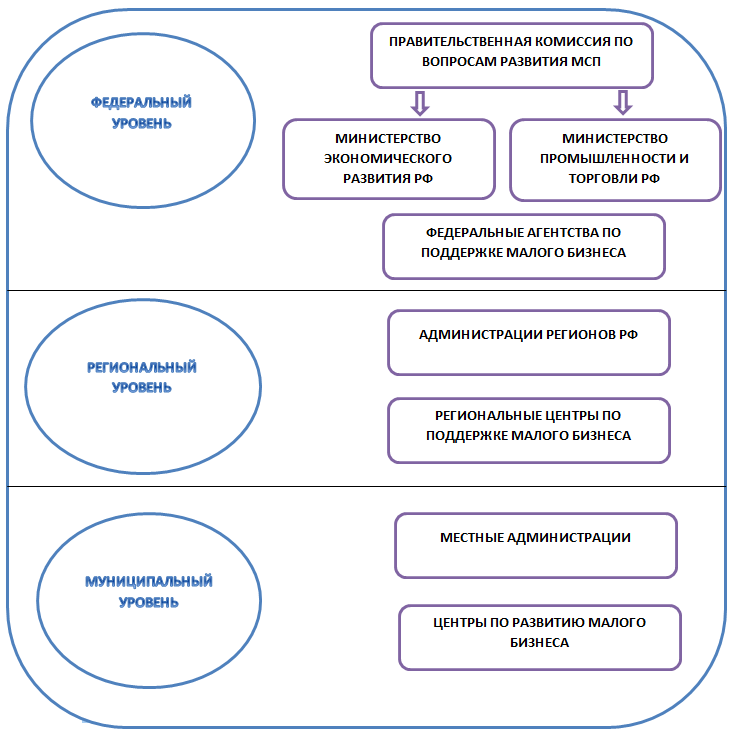 ФЕДЕРАЛЬНЫЙ
УРОВЕНЬ
ПРАВИТЕЛЬСТВЕННАЯ КОМИССИЯ ПО
ВОПРОСАМ РАЗВИТИЯ МСП
МИНИСТЕРСТВО
ЭКОНОМИЧЕСКОГО
РАЗВИТИЯ РФ
МИНИСТЕРСТВО
ПРОМЫШЛЕННОСТИ И
ТОРГОВЛИ РФ
ФЕДЕРАЛЬНЫЕ АГЕНТСТВА ПО
ПОДДЕРЖКЕ МАЛОГО БИЗНЕСА
РЕГИОНАЛЬНЫЙ
УРОВЕНЬ
АДМИНИСТРАЦИИ РЕГИОНОВ РФ
РЕГИОНАЛЬНЫЕ ЦЕНТРЫ ПО
ПОДДЕРЖКЕ МАЛОГО БИЗНЕСА
МУНИЦИПАЛЬНЫЙ
УРОВЕНЬ
МЕСТНЫЕ АДМИНИСТРАЦИИ
ЦЕНТРЫ ПО РАЗВИТИЮ МАЛОГО
БИЗНЕСА